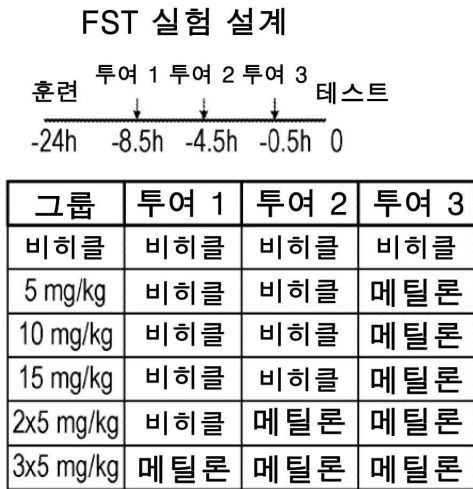 FST 실험 설계
훈련 투여 1 투여 2 투여 3 테스트
-24h -8.5h -4.5h -0.5h 0
그룹 투여 1 투여 2 투여 3
비히클 비히클 비히클 비히클
5 mg/kg 비히클 비히클 메틸론
10 mg/kg 비히클 비히클 메틸론
15 mg/kg 비히클 비히클 메틸론
2x5 mg/kg 비히클 메틸론 메틸론
3x5 mg/kg 메틸론 메틸론 메틸론